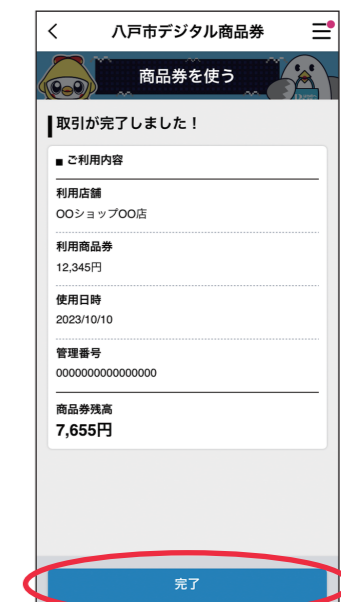 八戸市デジタル商品券
商品券を使う
取引が完了しました！
■ ご利用内容
利用店舗
OOショップOO店
利用商品券
12,345円
使用日時
2023/10/10
管理番号
0000000000000000
商品券残高
7,655円
完了